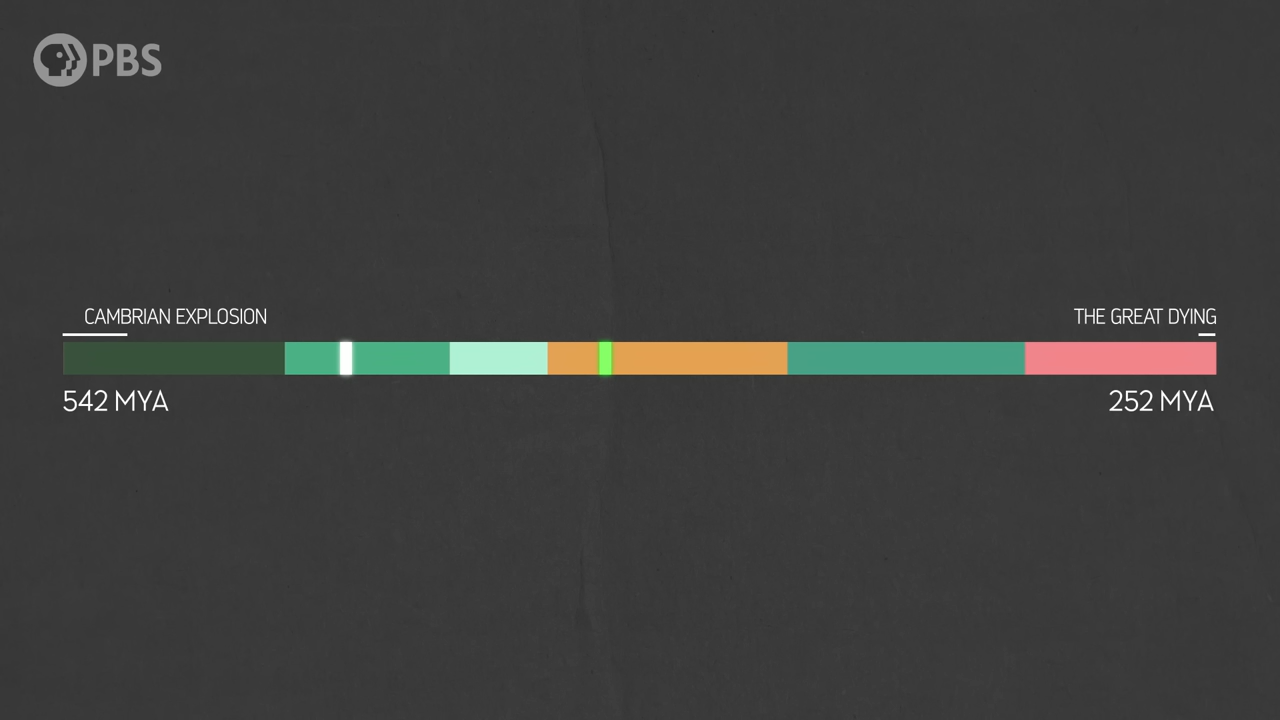 PBS
CAMBRIAN EXPLOSION
THE GREAT DYING
542 MYA
252 MYA